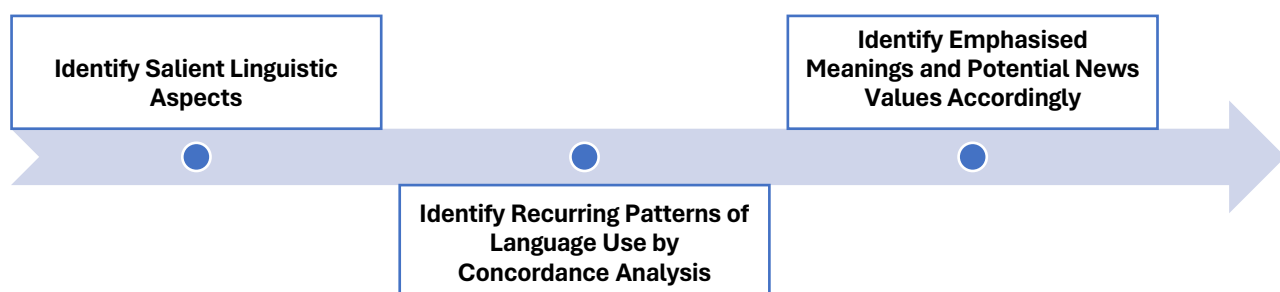 Identify Salient Linguistic
Aspects
Identify Recurring Patterns of
Language Use by
Concordance Analysis
Identify Emphasised
Meanings and Potential News
Values Accordingly